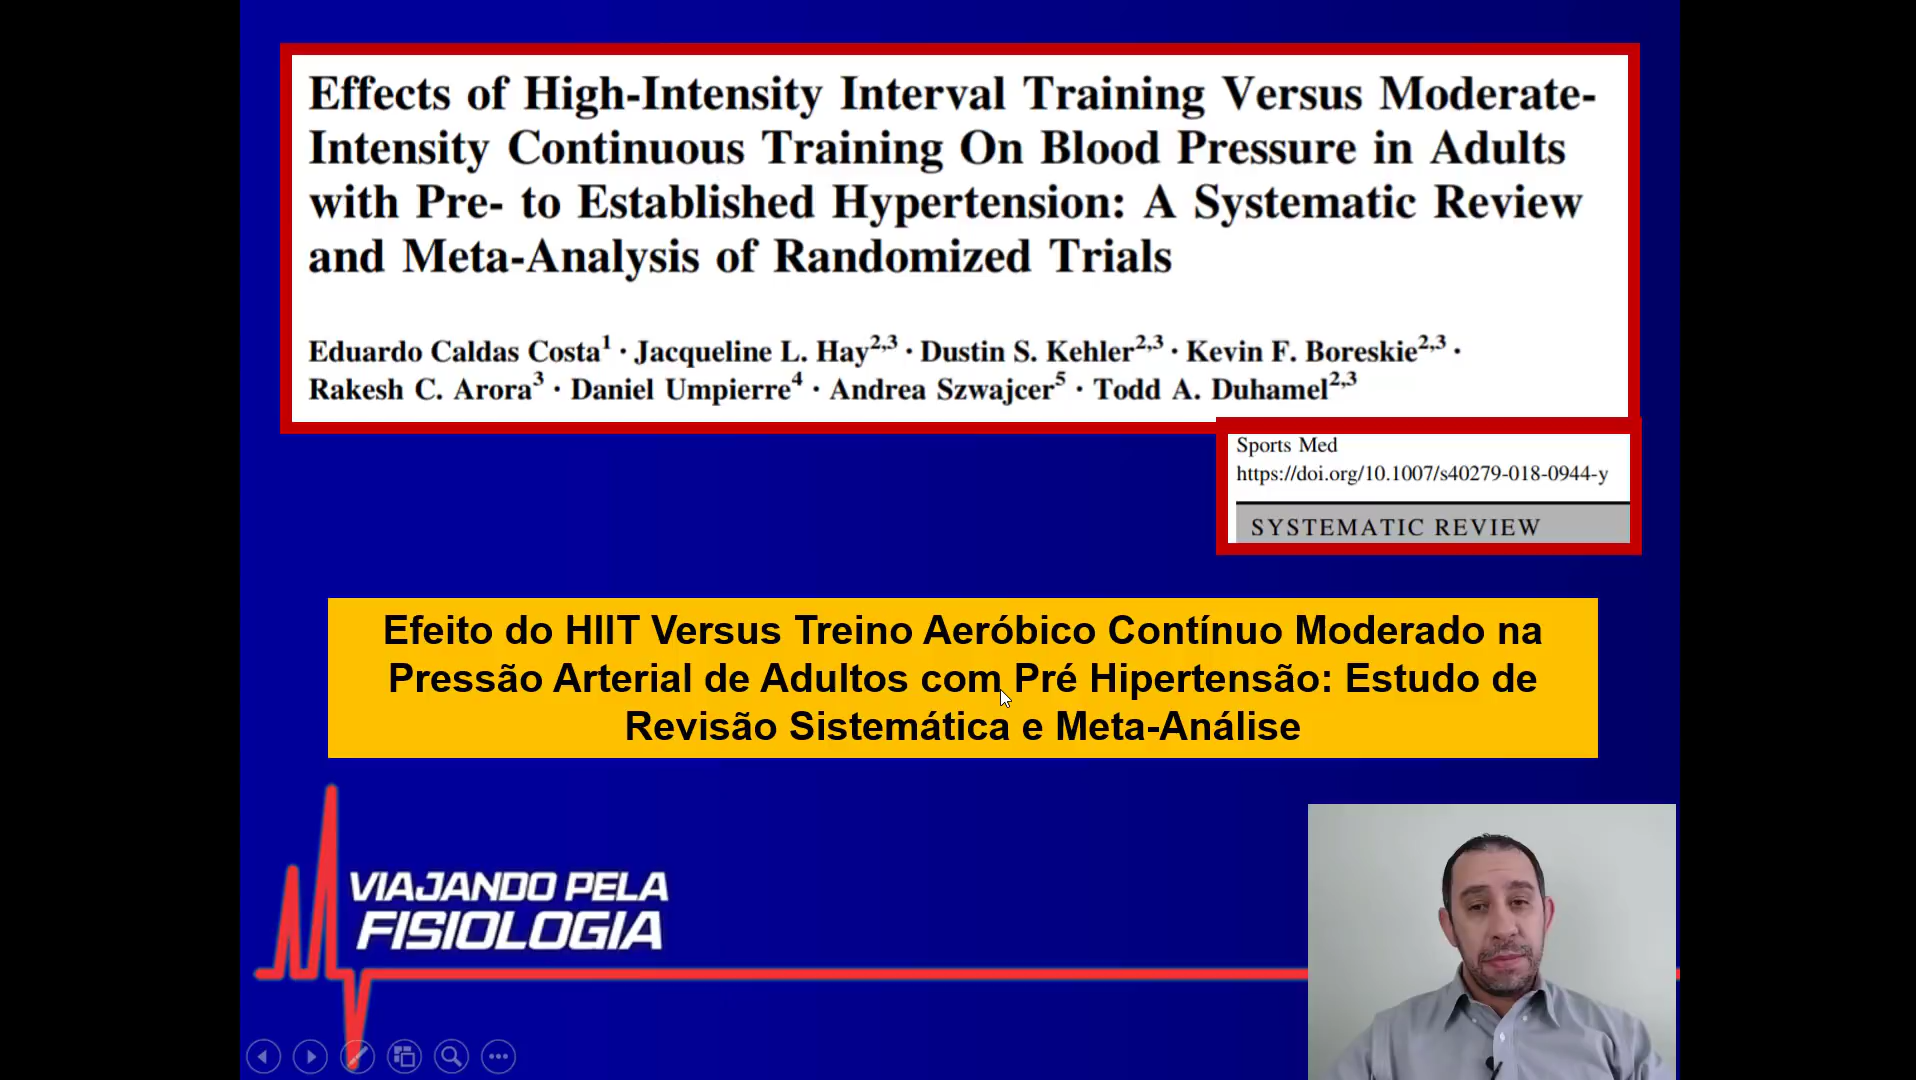 Effects of High-Intensity Interval Training Versus Moderate-
Intensity Continuous Training On Blood Pressure in Adults
with Pre- to Established Hypertension: A Systematic Review
and Meta-Analysis of Randomized Trials
Eduardo Caldas Costa1 · Jacqueline L. Hay2,3 · Dustin S. Kehler2,3 · Kevin F. Boreskie2,3 ·
Rakesh C. Arora3 · Daniel Umpierre4 · Andrea Szwajcer5 · Todd A. Duhamel2,3
Sports Med
https://doi.org/10.1007/s40279-018-0944-y
SYSTEMATIC REVIEW
Efeito do HIIT Versus Treino Aeróbico Contínuo Moderado na
Pressão Arterial de Adultos com Pré Hipertensão: Estudo de
Revisão Sistemática e Meta-Análise
VIAJANDO PELA
FISIOLOGIA